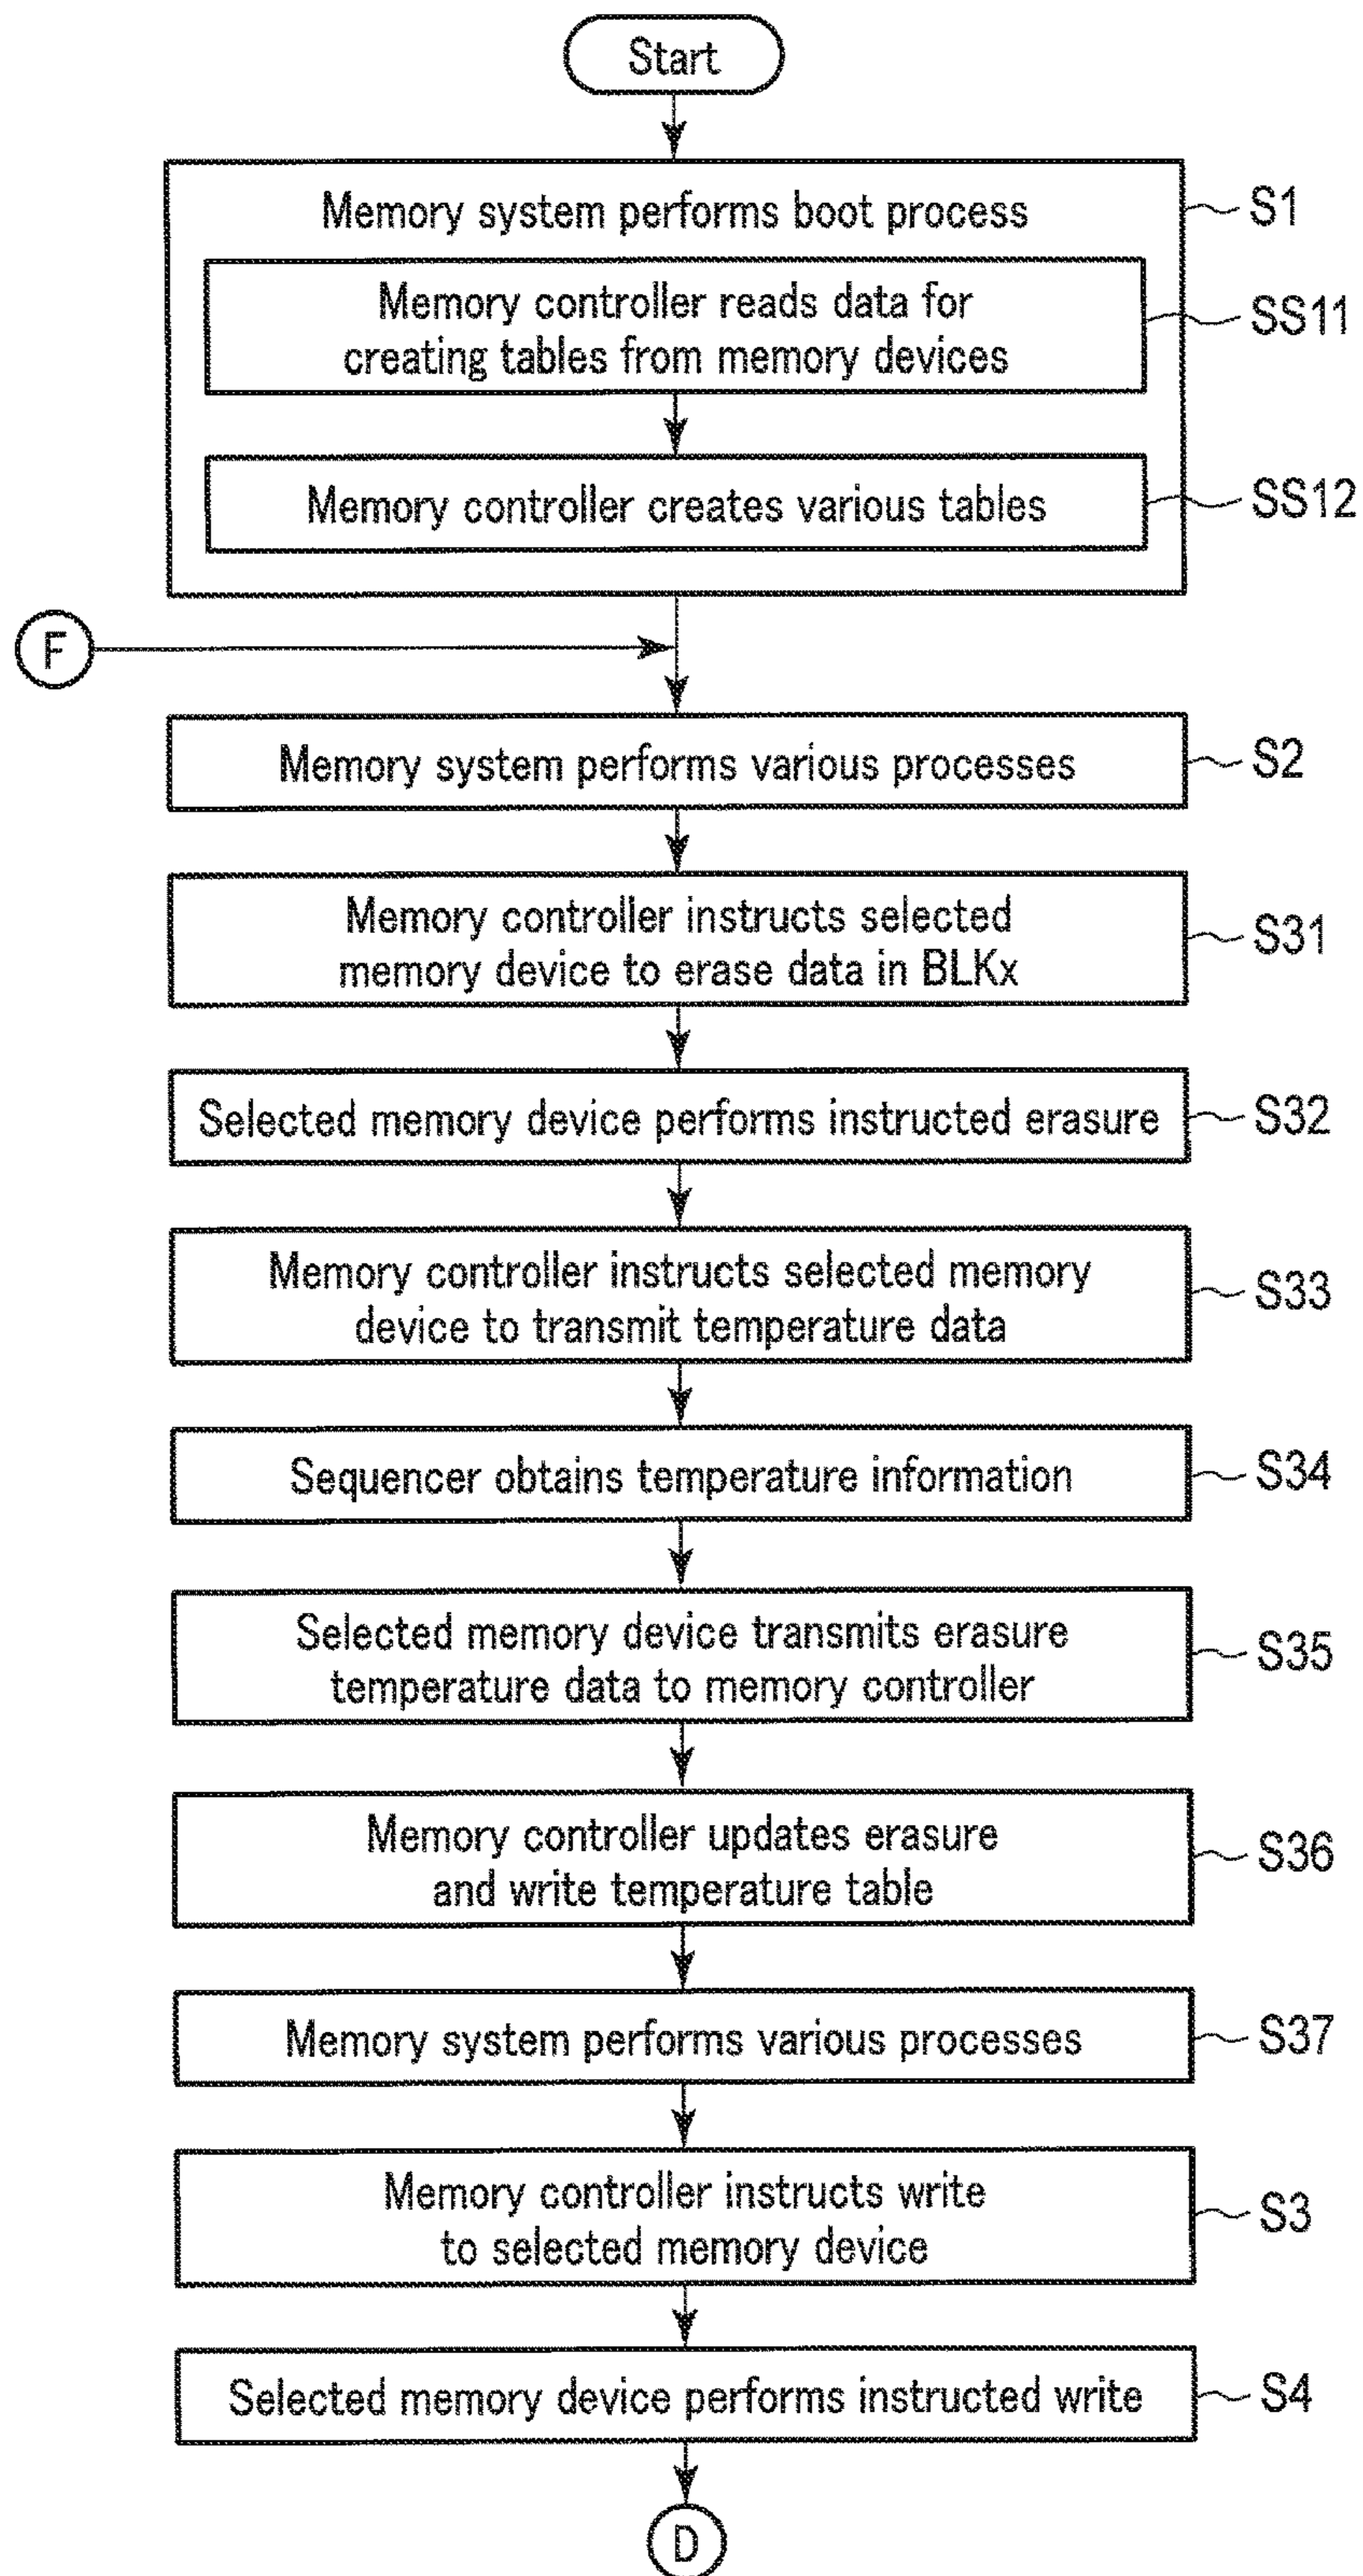 Start
Memory system performs boot process
S1
Memory controller reads data for
creating tables from memory devices
SS11
Memory controller creates various tables
SS12
F
Memory system performs various processes
S2
Memory controller instructs selected
memory device to erase data in BLKx
S31
Selected memory device performs instructed erasure
S32
Memory controller instructs selected memory
device to transmit temperature data
S33
Sequencer obtains temperature information
S34
Selected memory device transmits erasure
temperature data to memory controller
S35
Memory controller updates erasure
and write temperature table
S36
Memory system performs various processes
S37
Memory controller instructs write
to selected memory device
S3
Selected memory device performs instructed write
S4
D